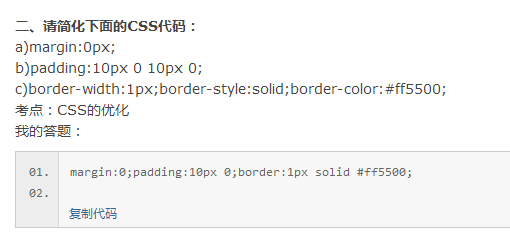 二、请简化下面的CSS代码：
a)margin:0px;
b)padding:10px 0 10px 0;
c)border-width:1px;border-style:solid;border-color:#ff5500;
考点：CSS的优化
我的答题：
01. margin:0;padding:10px 0;border:1px solid #ff5500;
02.
复制代码